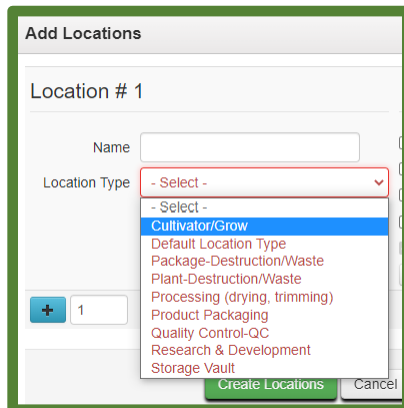 Add Locations
Location # 1
Name
Location Type - Select -
- Select -
Cultivator/Grow
Default Location Type
Package-Destruction/Waste
Plant-Destruction/Waste
Processing (drying, trimming)
+ 1
Product Packaging
Quality Control-QC
Research & Development
Storage Vault
Create Locations Cancel